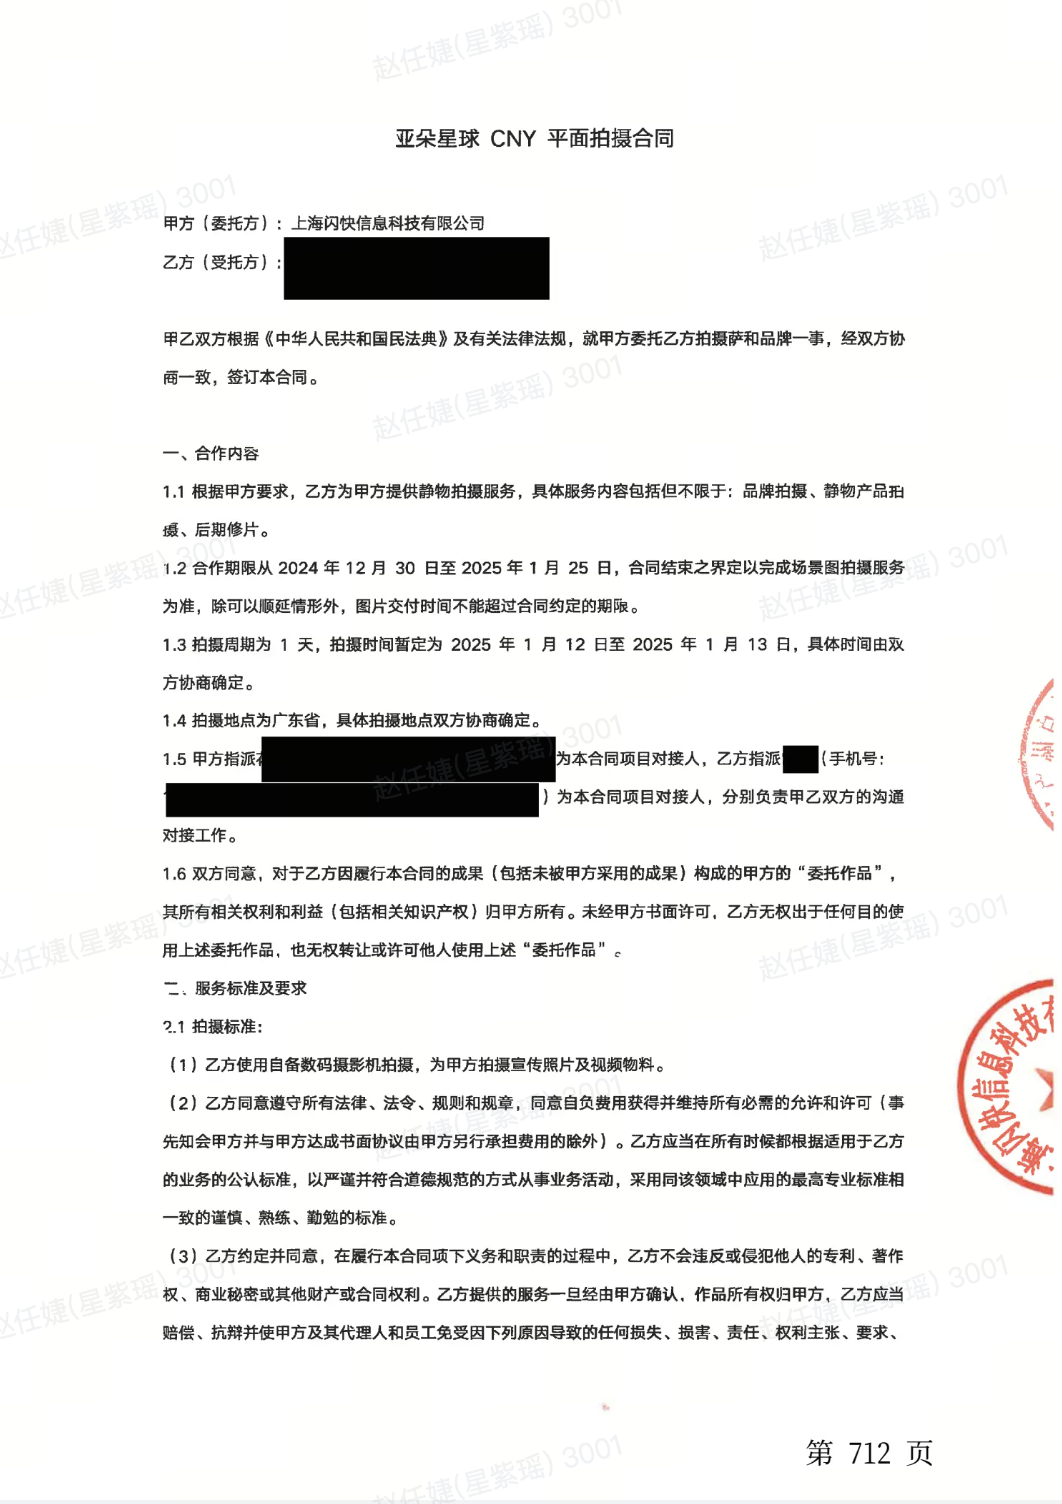 亚朵星球 CNY 平面拍摄合同
甲方（委托方）: 上海闪快信息科技有限公司
乙方（受托方）:
甲乙双方根据《中华人民共和国民法典》及有关法律法规，就甲方委托乙方拍摄萨和品牌一事，经双方协
商一致，签订本合同。
一、合作内容
1.1 根据甲方要求，乙方为甲方提供静物拍摄服务，具体服务内容包括但不限于: 品牌拍摄、静物产品拍
摄、后期修片。
1.2 合作期限从 2024 年 12 月 30 日至 2025 年 1 月 25 日，合同结束之界定以完成场景图拍摄服务
为准，除可以顺延情形外，图片交付时间不能超过合同约定的期限。
1.3 拍摄周期为 1 天，拍摄时间暂定为 2025 年 1 月 12 日至 2025 年 1 月 13 日，具体时间由双
方协商确定。
1.4 拍摄地点为广东省，具体拍摄地点双方协商确定。
1.5 甲方指派 为本合同项目对接人，乙方指派 （手机号:
）为本合同项目对接人，分别负责甲乙双方的沟通
对接工作。
1.6 双方同意，对于乙方因履行本合同的成果（包括未被甲方采用的成果）构成的甲方的“委托作品”，
其所有相关权利和利益（包括相关知识产权）归甲方所有。未经甲方书面许可，乙方无权出于任何目的使
用上述委托作品，也无权转让或许可他人使用上述“委托作品”。
二、服务标准及要求
2.1 拍摄标准:
（1）乙方使用自备数码摄影机拍摄，为甲方拍摄宣传照片及视频物料。
（2）乙方同意遵守所有法律、法令、规则和规章，同意自负费用获得并维持所有必需的允许和许可（事
先知会甲方并与甲方达成书面协议由甲方另行承担费用的除外）。乙方应当在所有时候都根据适用于乙方
的业务的公认标准，以严谨并符合道德规范的方式从事业务活动，采用同该领域中应用的最高专业标准相
一致的谨慎、熟练、勤勉的标准。
（3）乙方约定并同意，在履行本合同项下义务和职责的过程中，乙方不会违反或侵犯他人的专利、著作
权、商业秘密或其他财产或合同权利。乙方提供的服务一旦经由甲方确认，作品所有权归甲方，乙方应当
赔偿、抗辩并使甲方及其代理人和员工免受因下列原因导致的任何损失、损害、责任、权利主张、要求、
海闪快信息科技有
第 712 页
赵任婕(星紫瑶) 3001
赵任婕(星紫瑶) 3001
赵任婕(星紫瑶) 3001
赵任婕(星紫瑶) 3001
赵任婕(星紫瑶) 3001
赵任婕(星紫瑶) 3001
赵任婕(星紫瑶) 3001
赵任婕(星紫瑶) 3001
赵任婕(星紫瑶) 3001
赵任婕(星紫瑶) 3001
赵任婕(星紫瑶) 3001
赵任婕(星紫瑶) 3001
赵任婕(星紫瑶) 3001